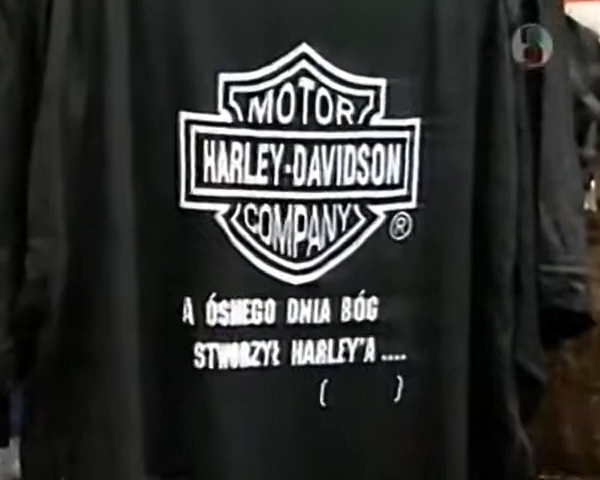 MOTOR
HARLEY-DAVIDSON
COMPANY
®
A ÓSMEGO DNIA BÓG
STWORZYŁ HARLEY'A ....
( )